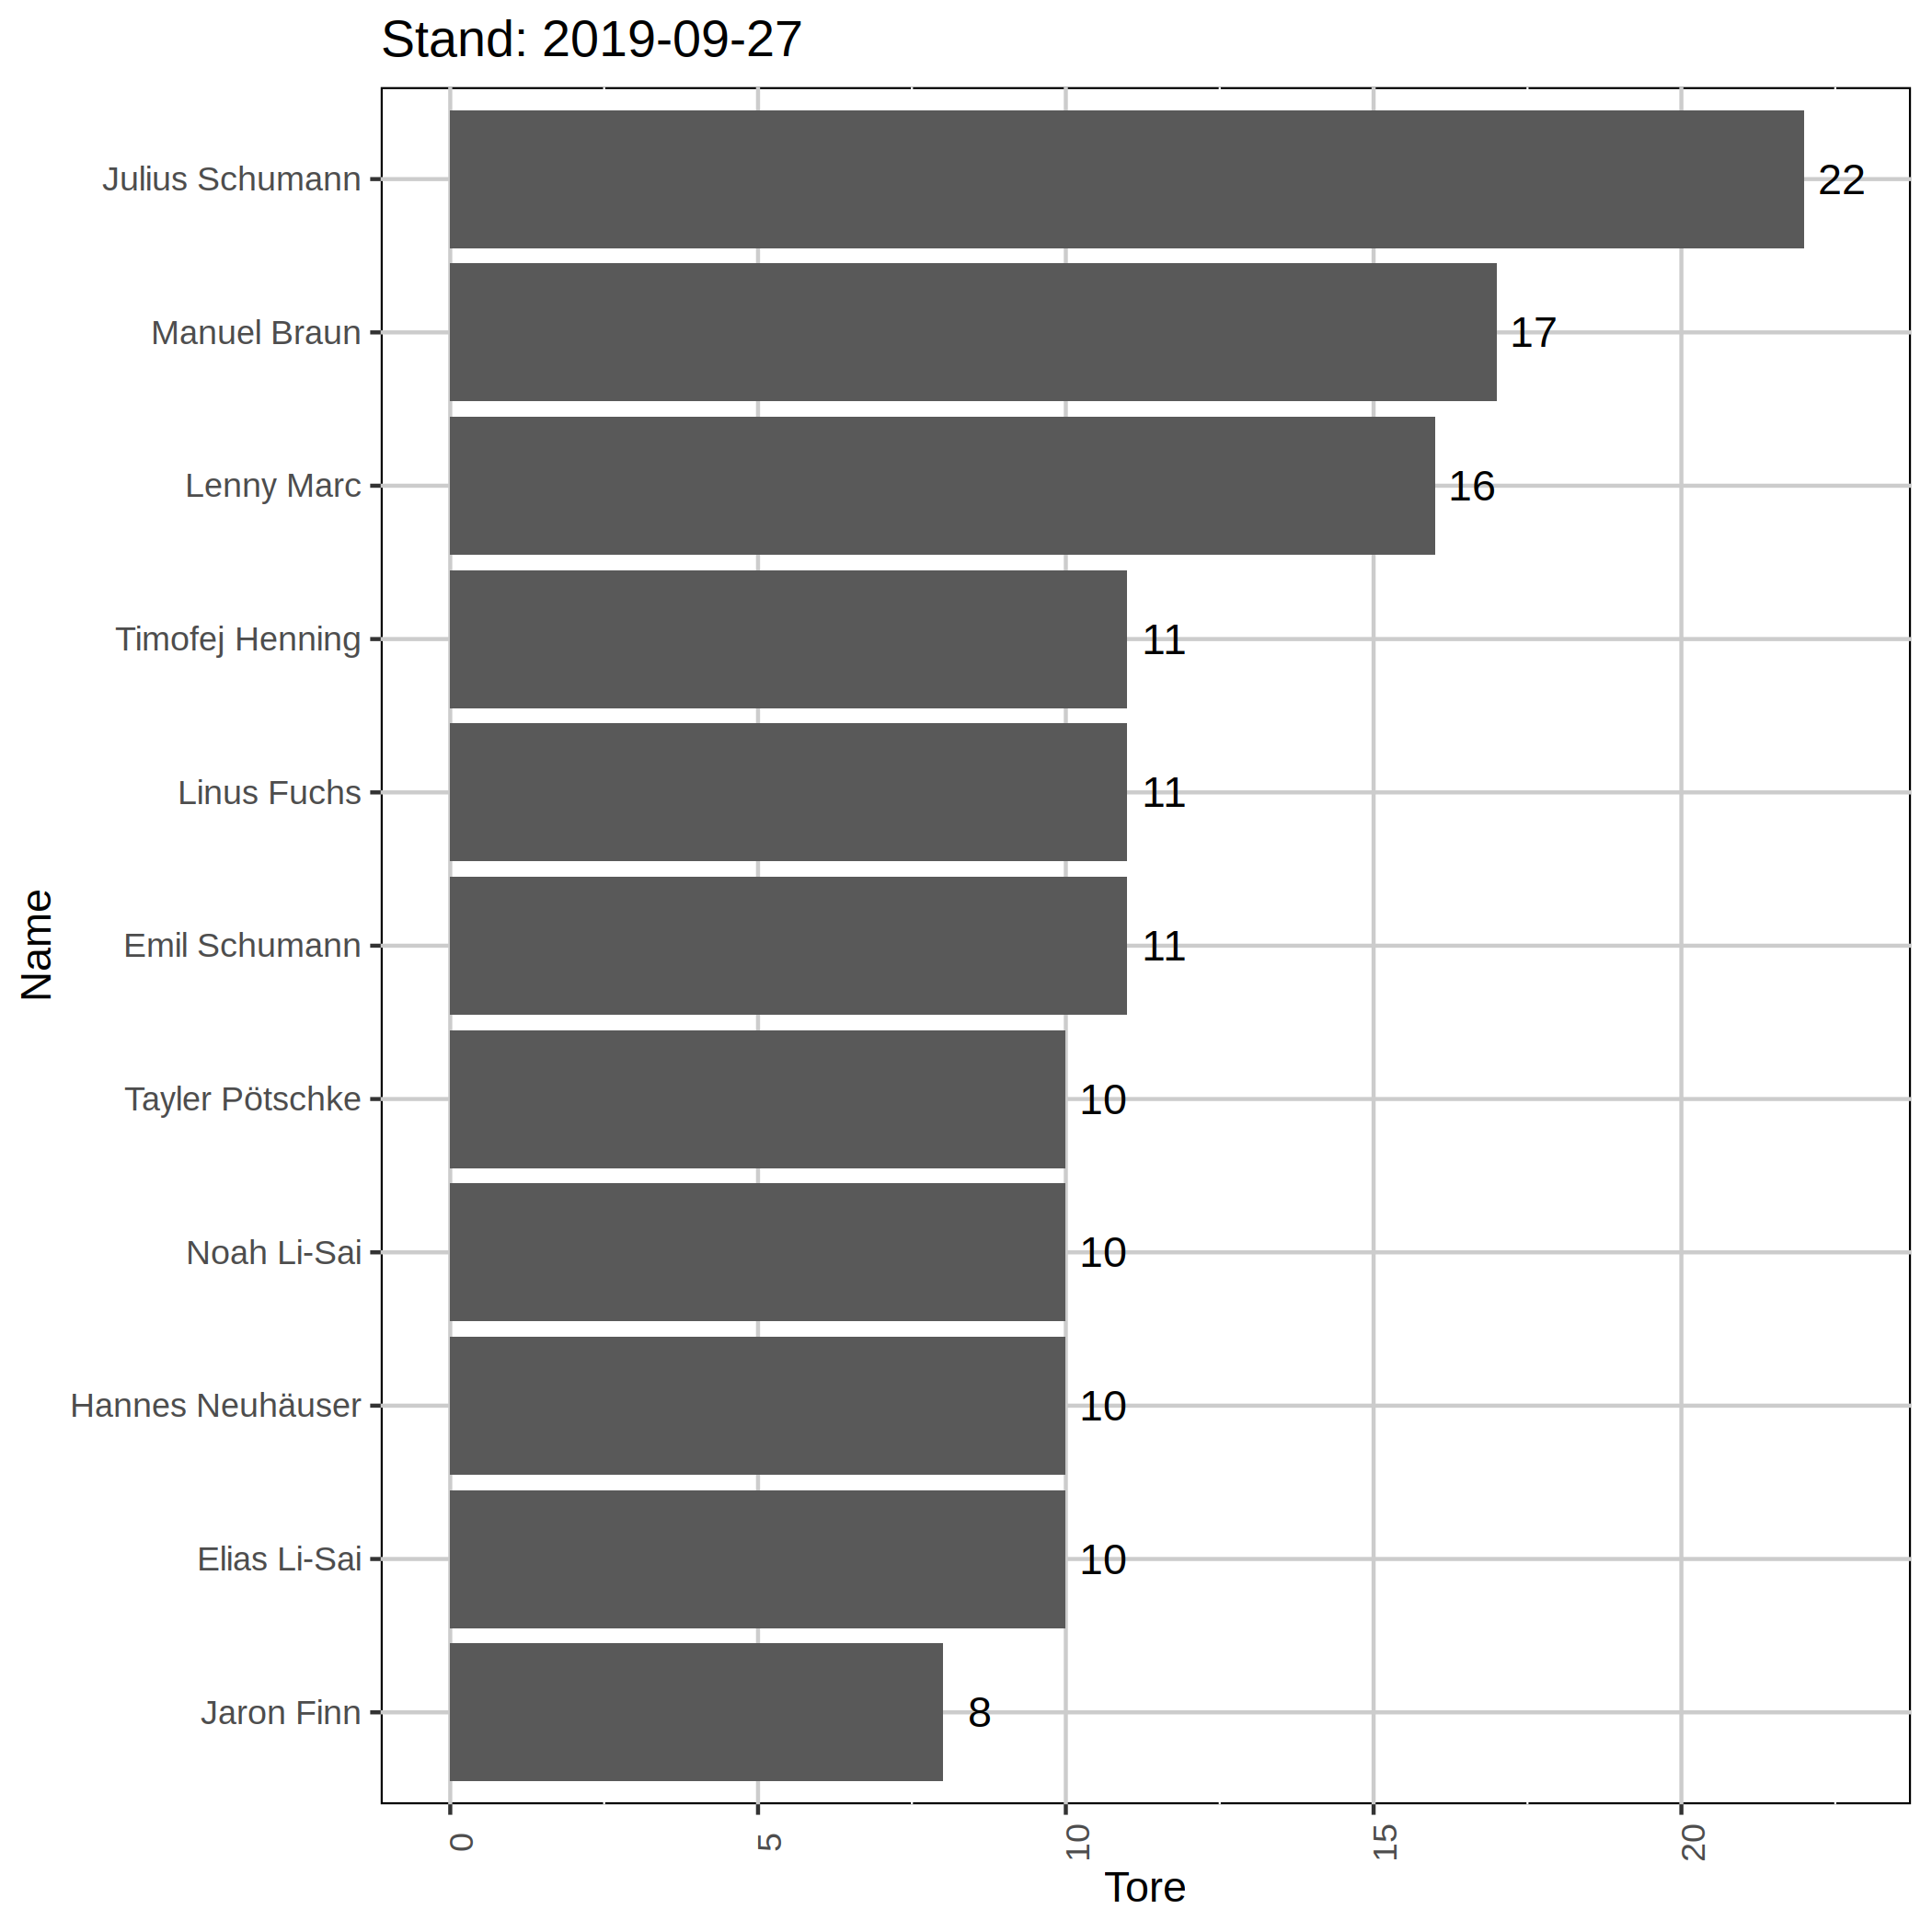 Stand: 2019-09-27
Name
Julius Schumann 22
Manuel Braun 17
Lenny Marc 16
Timofej Henning 11
Linus Fuchs 11
Emil Schumann 11
Tayler Pötschke 10
Noah Li-Sai 10
Hannes Neuhäuser 10
Elias Li-Sai 10
Jaron Finn 8
0 5 10 15 20
Tore